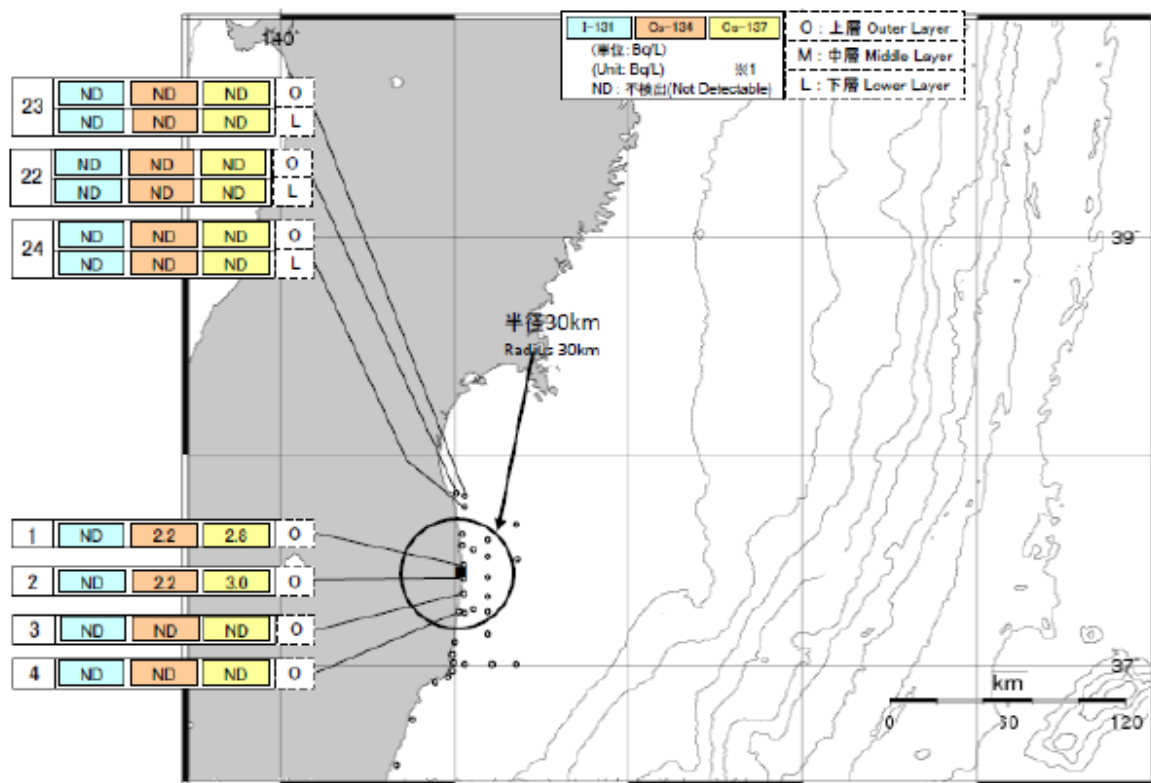 140°
I-131 Cs-134 Cs-137
(単位: Bq/L)
(Unit: Bq/L) ※1
ND : 不検出(Not Detectable)
O : 上層 Outer Layer
M : 中層 Middle Layer
L : 下層 Lower Layer
23
ND ND ND O
ND ND ND L
22
ND ND ND O
ND ND ND L
24
ND ND ND O
ND ND ND L
39°
半径30km
Radius 30km
1 ND 2.2 2.8 O
2 ND 2.2 3.0 O
3 ND ND ND O
4 ND ND ND O
37°
km
0 60 120